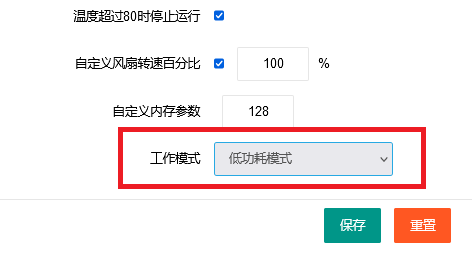 温度超过80时停止运行
自定义风扇转速百分比 100 %
自定义内存参数 128
工作模式 低功耗模式
保存 重置